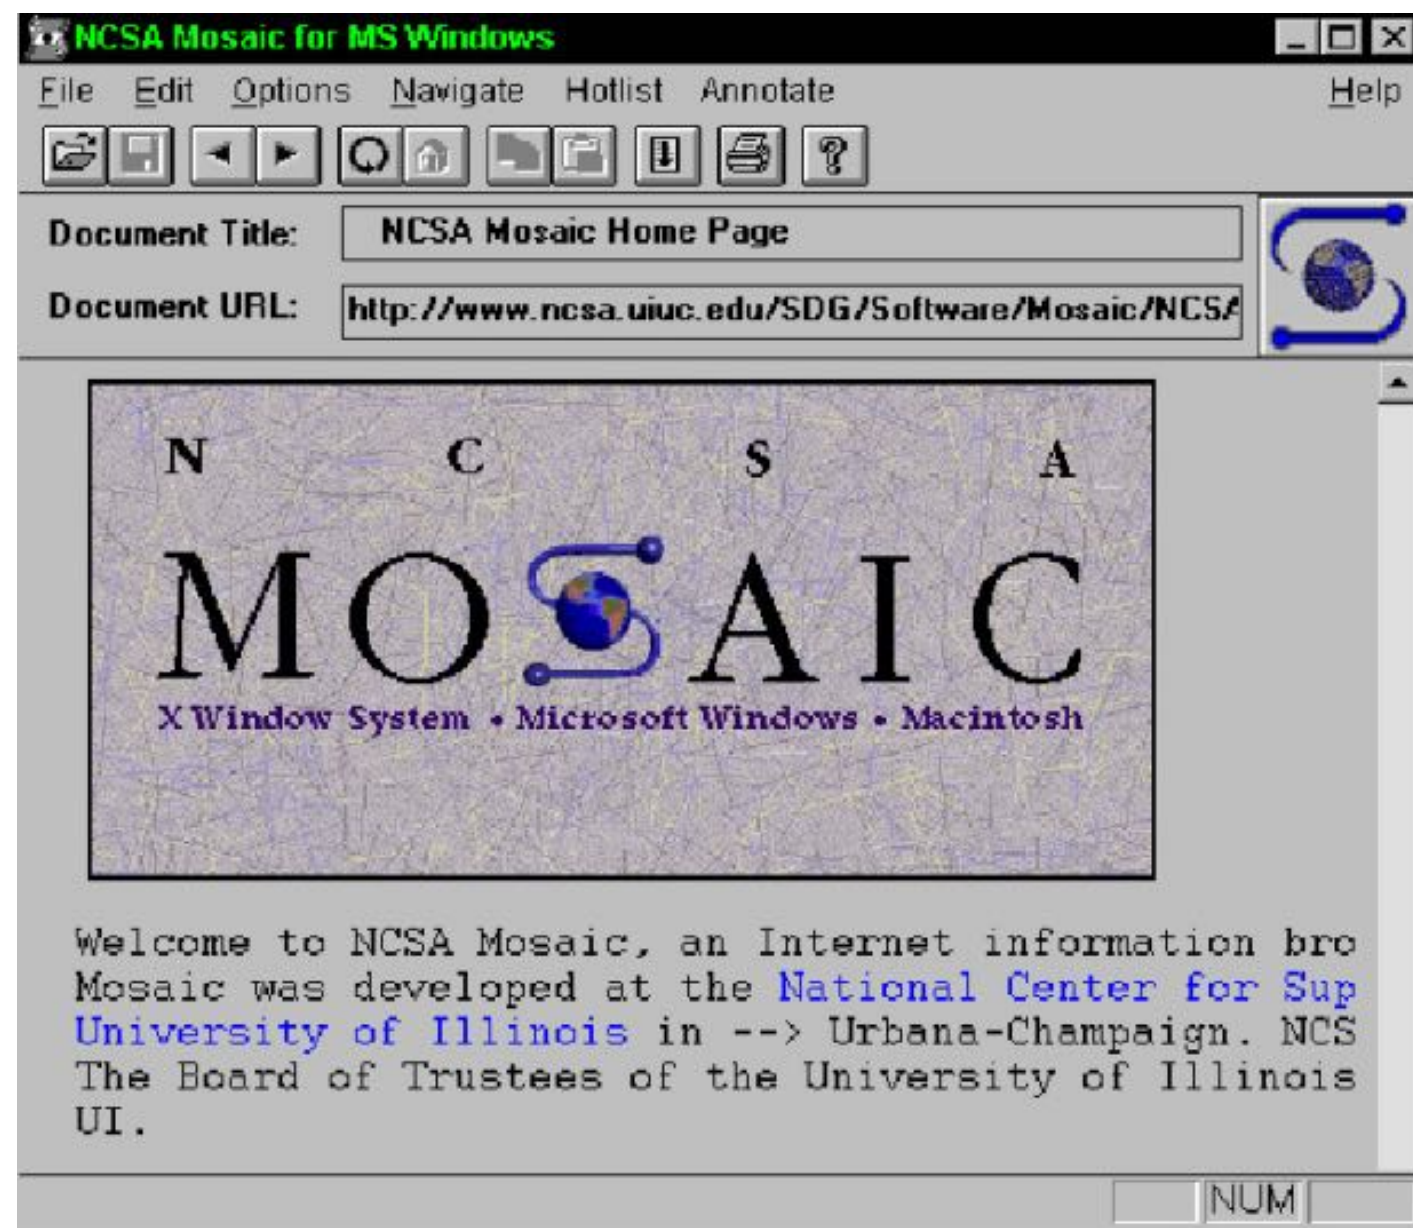 NCSA Mosaic for MS Windows
File Edit Options Navigate Hotlist Annotate Help
Document Title: NCSA Mosaic Home Page
Document URL: http://www.ncsa.uiuc.edu/SDG/Software/Mosaic/NCSA
N C S A
MOSAIC
X Window System • Microsoft Windows • Macintosh
Welcome to NCSA Mosaic, an Internet information bro
Mosaic was developed at the National Center for Sup
University of Illinois in --> Urbana-Champaign. NCS
The Board of Trustees of the University of Illinois
UI.
NUM